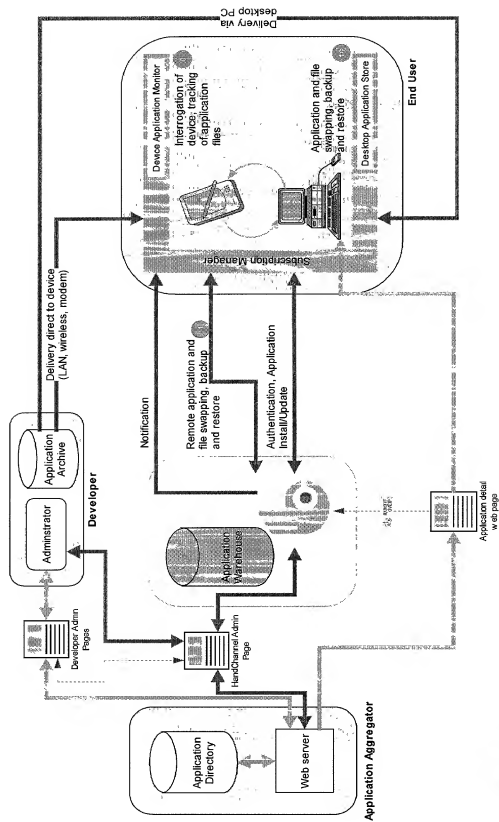 Delivery via
desktop PC
Delivery direct to device
(LAN, wireless, modem)
Application
Archive
Adminstrator
Developer
Developer Admin
Pages
Notification
Remote application and
file swapping, backup
and restore
Authentication, Application
Install/Update
Device Application Monitor
Interrogation of
device, tracking
of application
files
Subscription Manager
Application and file
swapping, backup
and restore
Desktop Application Store
End User
Application
Warehouse
HandChannel Admin
Page
Application
Directory
Web server
Application Aggregator
Application detail
web page